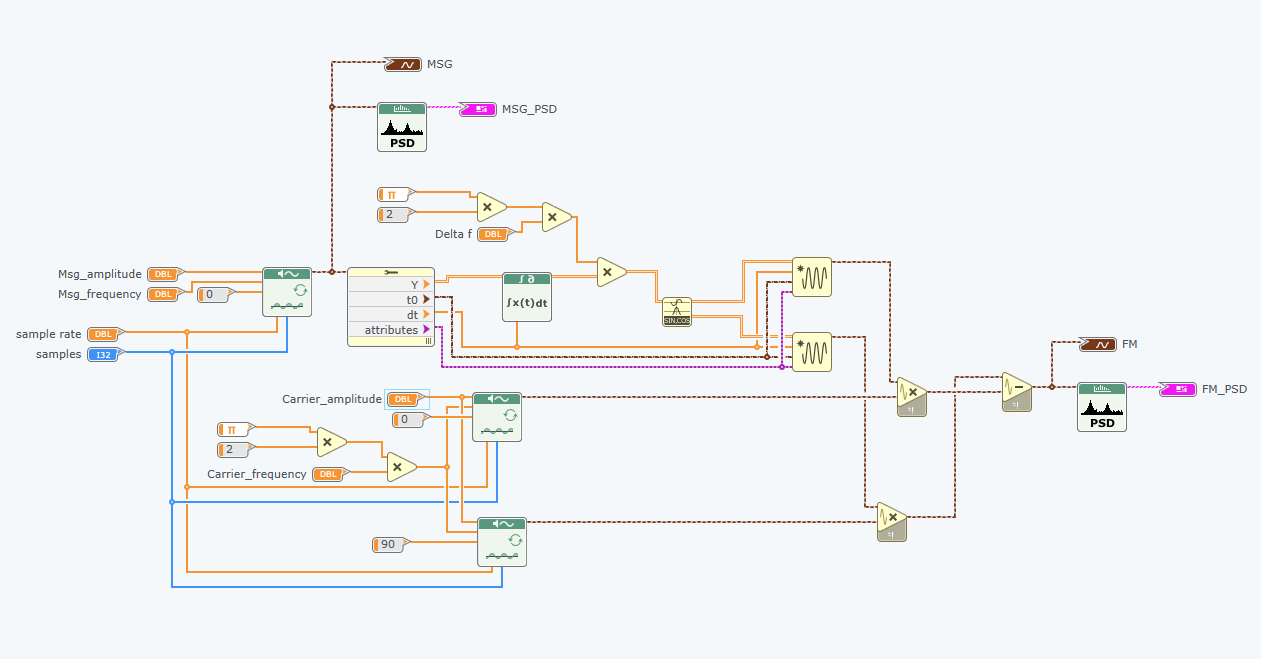 MSG
MSG_PSD
PSD
π
2
Delta f
DBL
Msg_amplitude
DBL
Msg_frequency
DBL
0
Y
t0
dt
attributes
∫ ∂
∫x(t)dt
SIN,COS
sample rate
DBL
samples
I32
FM
FM_PSD
PSD
Carrier_amplitude
DBL
0
π
2
Carrier_frequency
DBL
90